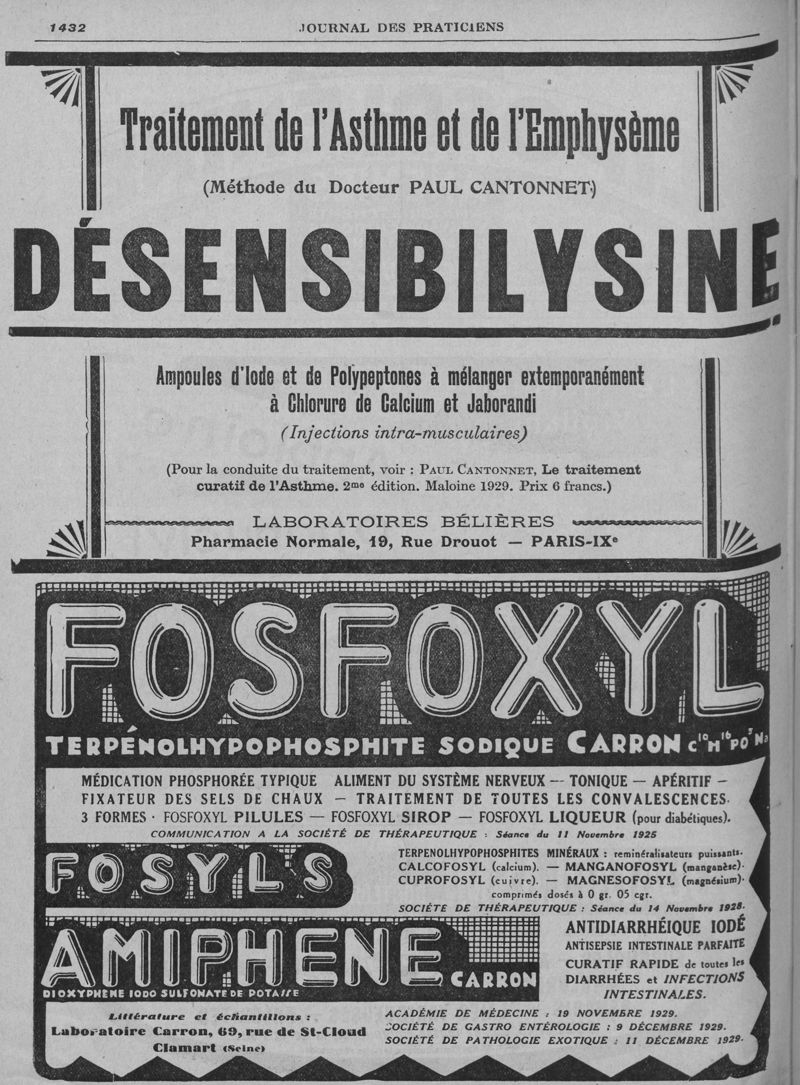 1432
JOURNAL DES PRATICIENS
Traitement de l'Asthme et de l'Emphysème
(Méthode du Docteur PAUL CANTONNET)
DÉSENSIBILYSINE
Ampoules d'Iode et de Polypeptones à mélanger extemporanément
à Chlorure de Calcium et Jaborandi
(Injections intra-musculaires)
(Pour la conduite du traitement, voir : PAUL CANTONNET, Le traitement
curatif de l'Asthme. 2me édition. Maloine 1929. Prix 6 francs.)
LABORATOIRES BÉLIÈRES
Pharmacie Normale, 19, Rue Drouot — PARIS-IXe
FOSFOXYL
TERPÉNOLHYPOPHOSPHITE SODIQUE CARRON C10H16PO3Na
MÉDICATION PHOSPHORÉE TYPIQUE ALIMENT DU SYSTÈME NERVEUX — TONIQUE — APÉRITIF —
FIXATEUR DES SELS DE CHAUX — TRAITEMENT DE TOUTES LES CONVALESCENCES.
3 FORMES · FOSFOXYL PILULES — FOSFOXYL SIROP — FOSFOXYL LIQUEUR (pour diabétiques).
COMMUNICATION A LA SOCIÉTÉ DE THÉRAPEUTIQUE : Séance du 11 Novembre 1925
FOSYLS
TERPENOLHYPOPHOSPHITES MINÉRAUX : reminéralisateurs puissants.
CALCOFOSYL (calcium). — MANGANOFOSYL (manganèse).
CUPROFOSYL (cuivre). — MAGNESOFOSYL (magnésium).
comprimés dosés à 0 gr. 05 cgr.
SOCIÉTE DE THÉRAPEUTIQUE : Séance du 14 Novembre 1928.
AMIPHENE CARRON
DIOXYPHENE IODO SULFONATE DE POTASSE
ANTIDIARRHÉIQUE IODÉ
ANTISEPSIE INTESTINALE PARFAITE
CURATIF RAPIDE de toutes les
DIARRHÉES et INFECTIONS
INTESTINALES.
Littérature et échantillons :
Laboratoire Carron, 69, rue de St-Cloud
Clamart (Seine)
ACADÉMIE DE MÉDECINE : 19 NOVEMBRE 1929.
SOCIÉTÉ DE GASTRO ENTÉROLOGIE : 9 DÉCEMBRE 1929.
SOCIÉTÉ DE PATHOLOGIE EXOTIQUE : 11 DÉCEMBRE 1929.